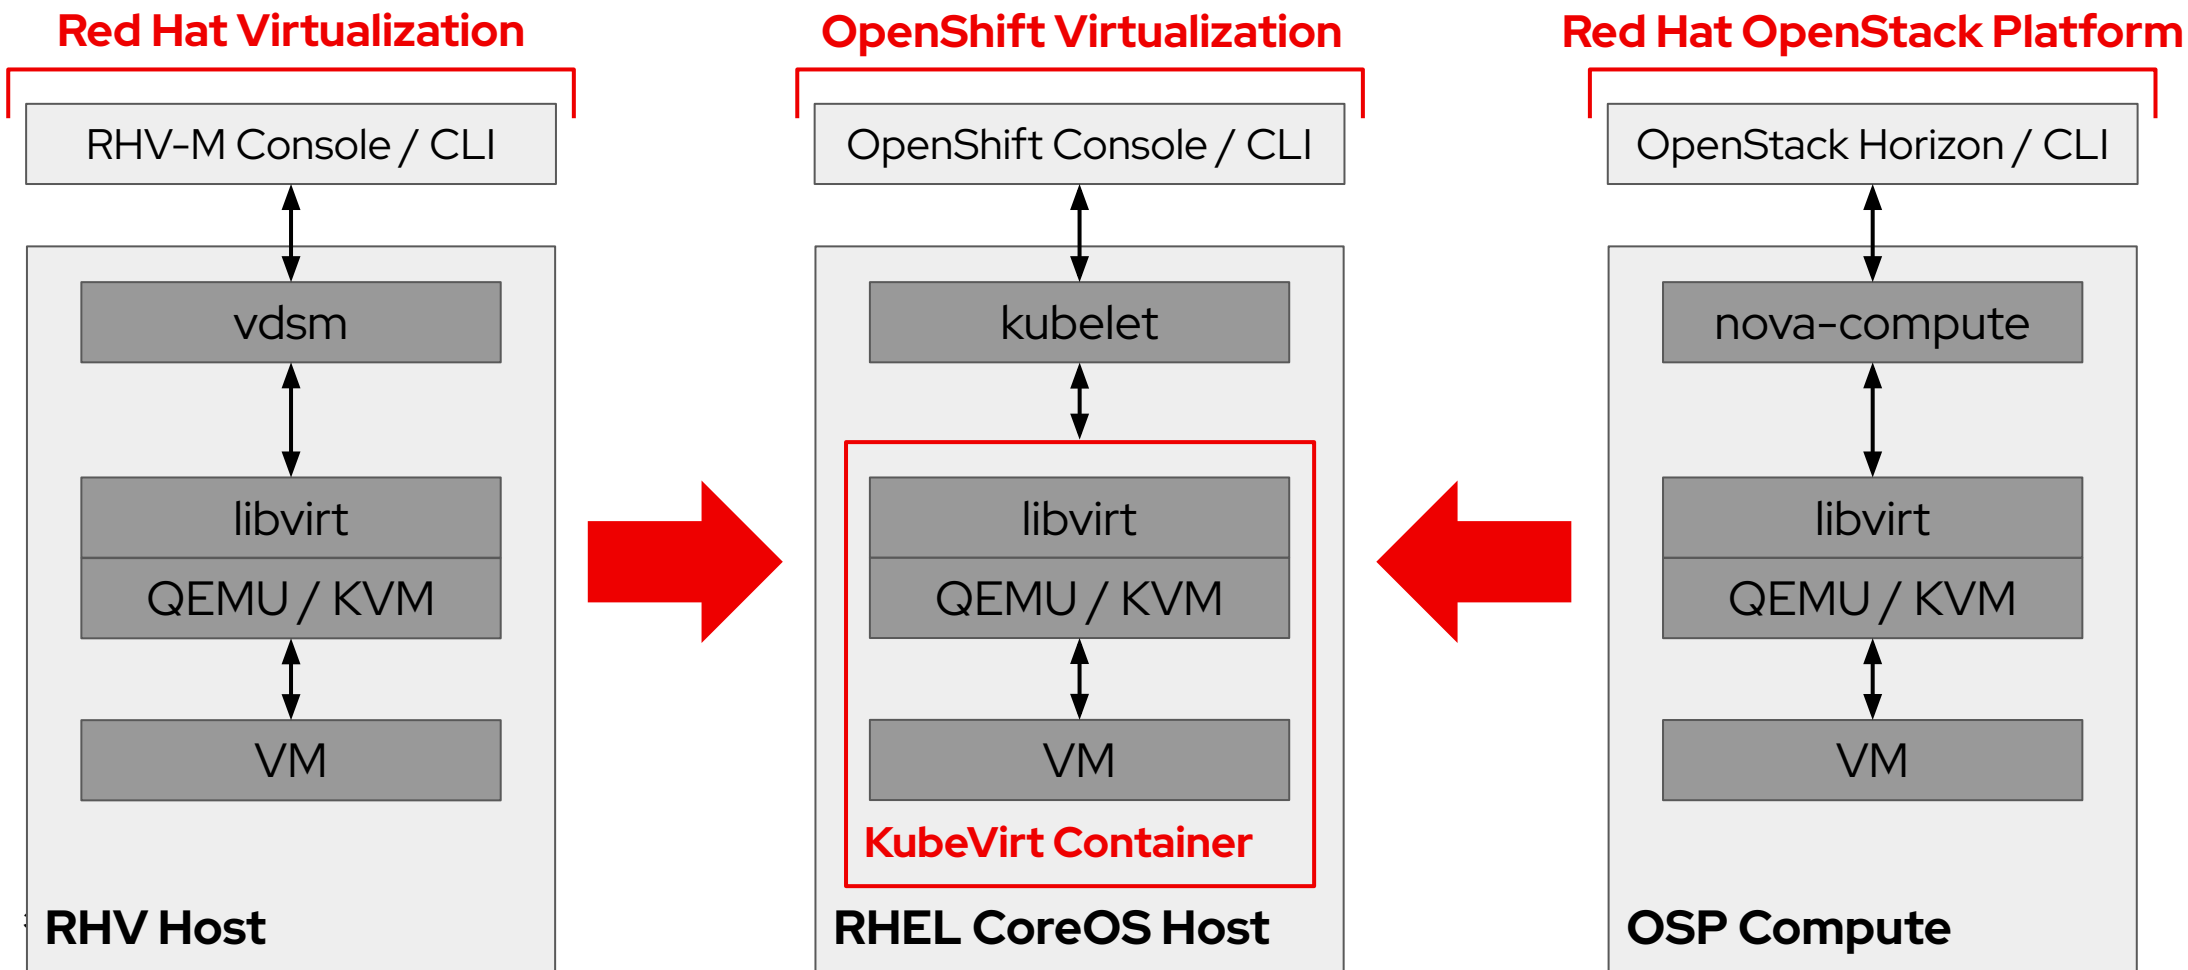 Red Hat Virtualization
RHV-M Console / CLI
vdsm
libvirt
QEMU / KVM
VM
RHV Host
OpenShift Virtualization
OpenShift Console / CLI
kubelet
libvirt
QEMU / KVM
VM
KubeVirt Container
RHEL CoreOS Host
Red Hat OpenStack Platform
OpenStack Horizon / CLI
nova-compute
libvirt
QEMU / KVM
VM
OSP Compute